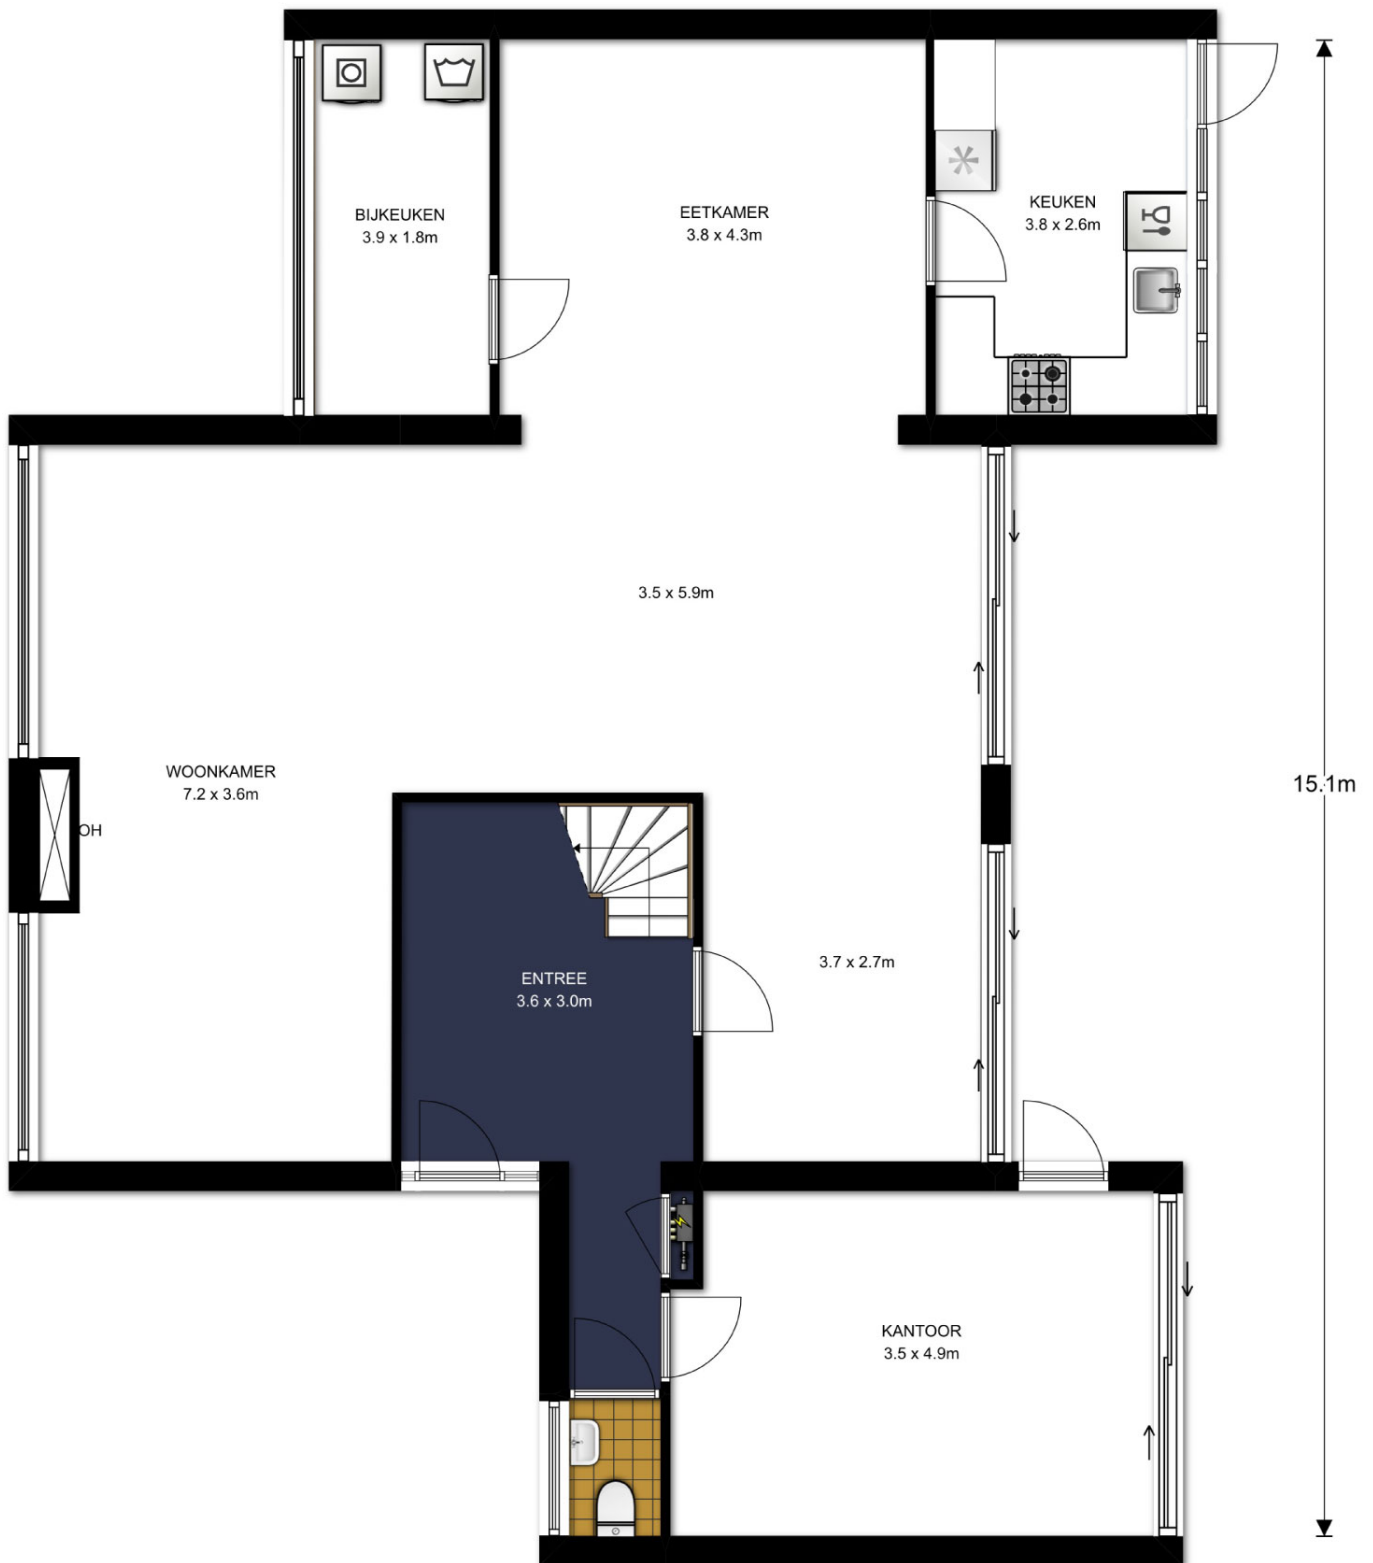 BIJKEUKEN
3.9 x 1.8m
EETKAMER
3.8 x 4.3m
KEUKEN
3.8 x 2.6m
3.5 x 5.9m
WOONKAMER
7.2 x 3.6m
OH
15.1m
ENTREE
3.6 x 3.0m
3.7 x 2.7m
KANTOOR
3.5 x 4.9m